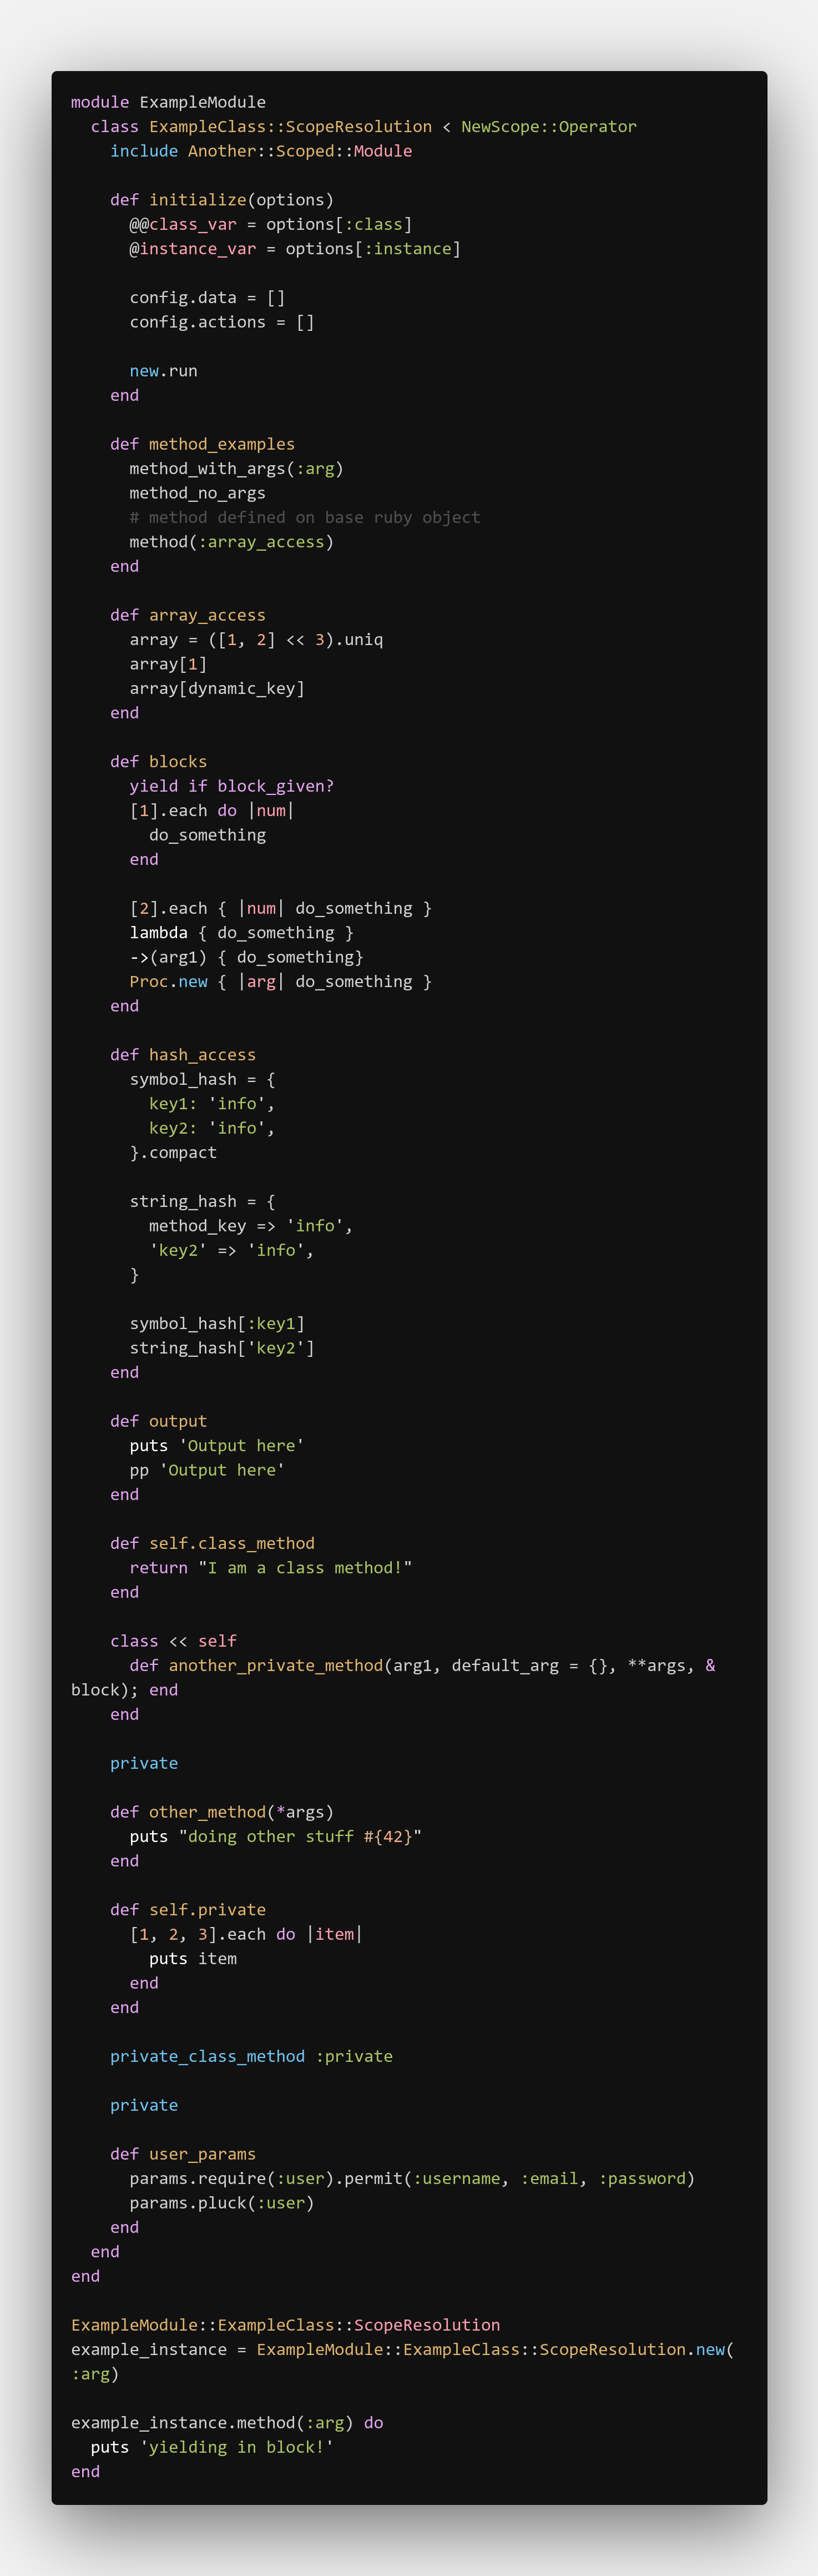 module ExampleModule
  class ExampleClass::ScopeResolution < NewScope::Operator
    include Another::Scoped::Module

    def initialize(options)
      @@class_var = options[:class]
      @instance_var = options[:instance]

      config.data = []
      config.actions = []

      new.run
    end

    def method_examples
      method_with_args(:arg)
      method_no_args
      # method defined on base ruby object
      method(:array_access)
    end

    def array_access
      array = ([1, 2] << 3).uniq
      array[1]
      array[dynamic_key]
    end

    def blocks
      yield if block_given?
      [1].each do |num|
        do_something
      end

      [2].each { |num| do_something }
      lambda { do_something }
      ->(arg1) { do_something}
      Proc.new { |arg| do_something }
    end

    def hash_access
      symbol_hash = {
        key1: 'info',
        key2: 'info',
      }.compact

      string_hash = {
        method_key => 'info',
        'key2' => 'info',
      }

      symbol_hash[:key1]
      string_hash['key2']
    end

    def output
      puts 'Output here'
      pp 'Output here'
    end

    def self.class_method
      return "I am a class method!"
    end

    class << self
      def another_private_method(arg1, default_arg = {}, **args, &
block); end
    end

    private

    def other_method(*args)
      puts "doing other stuff #{42}"
    end

    def self.private
      [1, 2, 3].each do |item|
        puts item
      end
    end

    private_class_method :private

    private

    def user_params
      params.require(:user).permit(:username, :email, :password)
      params.pluck(:user)
    end
  end
end

ExampleModule::ExampleClass::ScopeResolution
example_instance = ExampleModule::ExampleClass::ScopeResolution.new(
:arg)

example_instance.method(:arg) do
  puts 'yielding in block!'
end